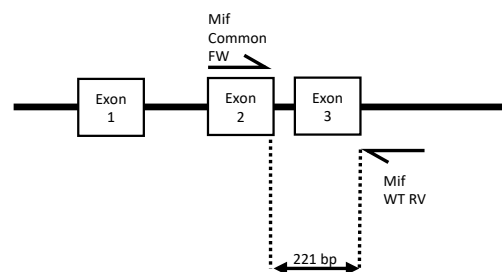 Mif
Common
FW
Exon
1
Exon
2
Exon
3
Mif
WT RV
221 bp